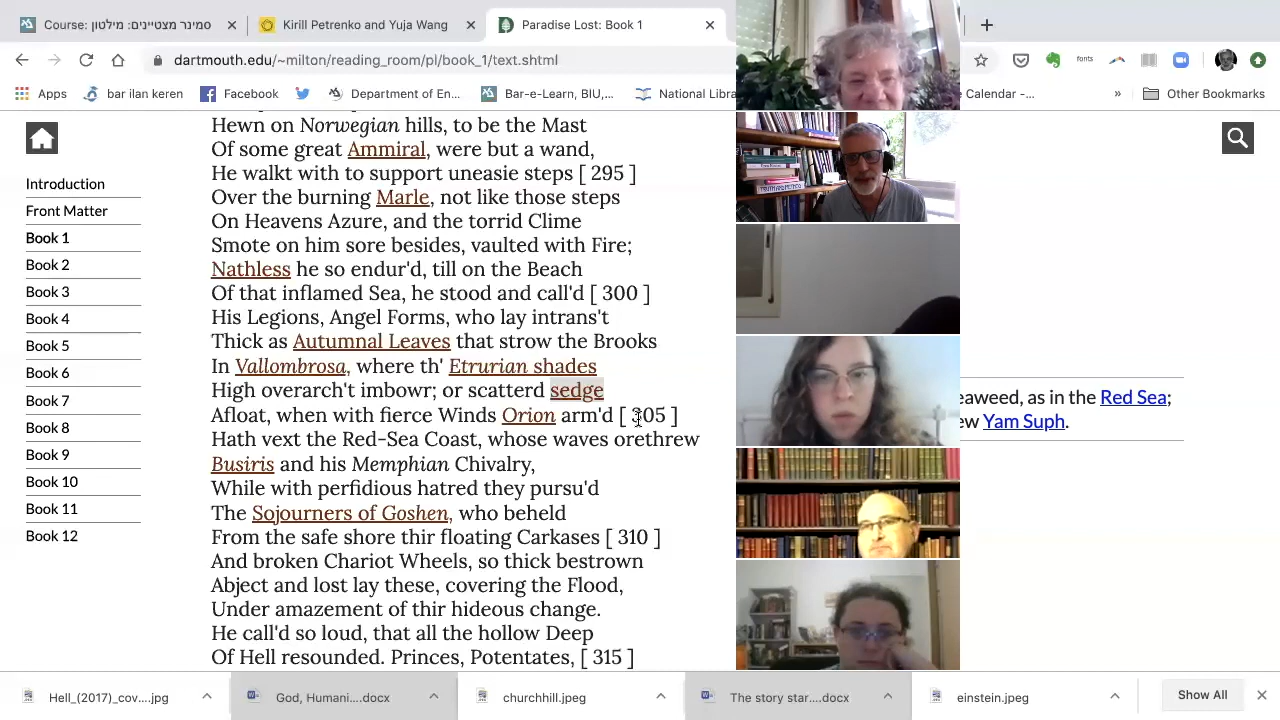 Course: סמינר מצטיינים: מילטון
Kirill Petrenko and Yuja Wang
Paradise Lost: Book 1
dartmouth.edu/~milton/reading_room/pl/book_1/text.shtml
fonts
Apps
bar ilan keren
Facebook
Department of En...
Bar-e-Learn, BIU,...
National Libra
e Calendar -...
»
Other Bookmarks
Introduction
Front Matter
Book 1
Book 2
Book 3
Book 4
Book 5
Book 6
Book 7
Book 8
Book 9
Book 10
Book 11
Book 12
Hewn on Norwegian hills, to be the Mast
Of some great Ammiral, were but a wand,
He walkt with to support uneasie steps [ 295 ]
Over the burning Marle, not like those steps
On Heavens Azure, and the torrid Clime
Smote on him sore besides, vaulted with Fire;
Nathless he so endur'd, till on the Beach
Of that inflamed Sea, he stood and call'd [ 300 ]
His Legions, Angel Forms, who lay intrans't
Thick as Autumnal Leaves that strow the Brooks
In Vallombrosa, where th' Etrurian shades
High overarch't imbowr; or scatterd sedge
Afloat, when with fierce Winds Orion arm'd [ 305 ]
Hath vext the Red-Sea Coast, whose waves orethrew
Busiris and his Memphian Chivalry,
While with perfidious hatred they pursu'd
The Sojourners of Goshen, who beheld
From the safe shore thir floating Carkases [ 310 ]
And broken Chariot Wheels, so thick bestrown
Abject and lost lay these, covering the Flood,
Under amazement of thir hideous change.
He call'd so loud, that all the hollow Deep
Of Hell resounded. Princes, Potentates, [ 315 ]
eaweed, as in the Red Sea;
ew Yam Suph.
Hell_(2017)_cov....jpg
God, Humani....docx
churchhill.jpeg
The story star....docx
einstein.jpeg
Show All